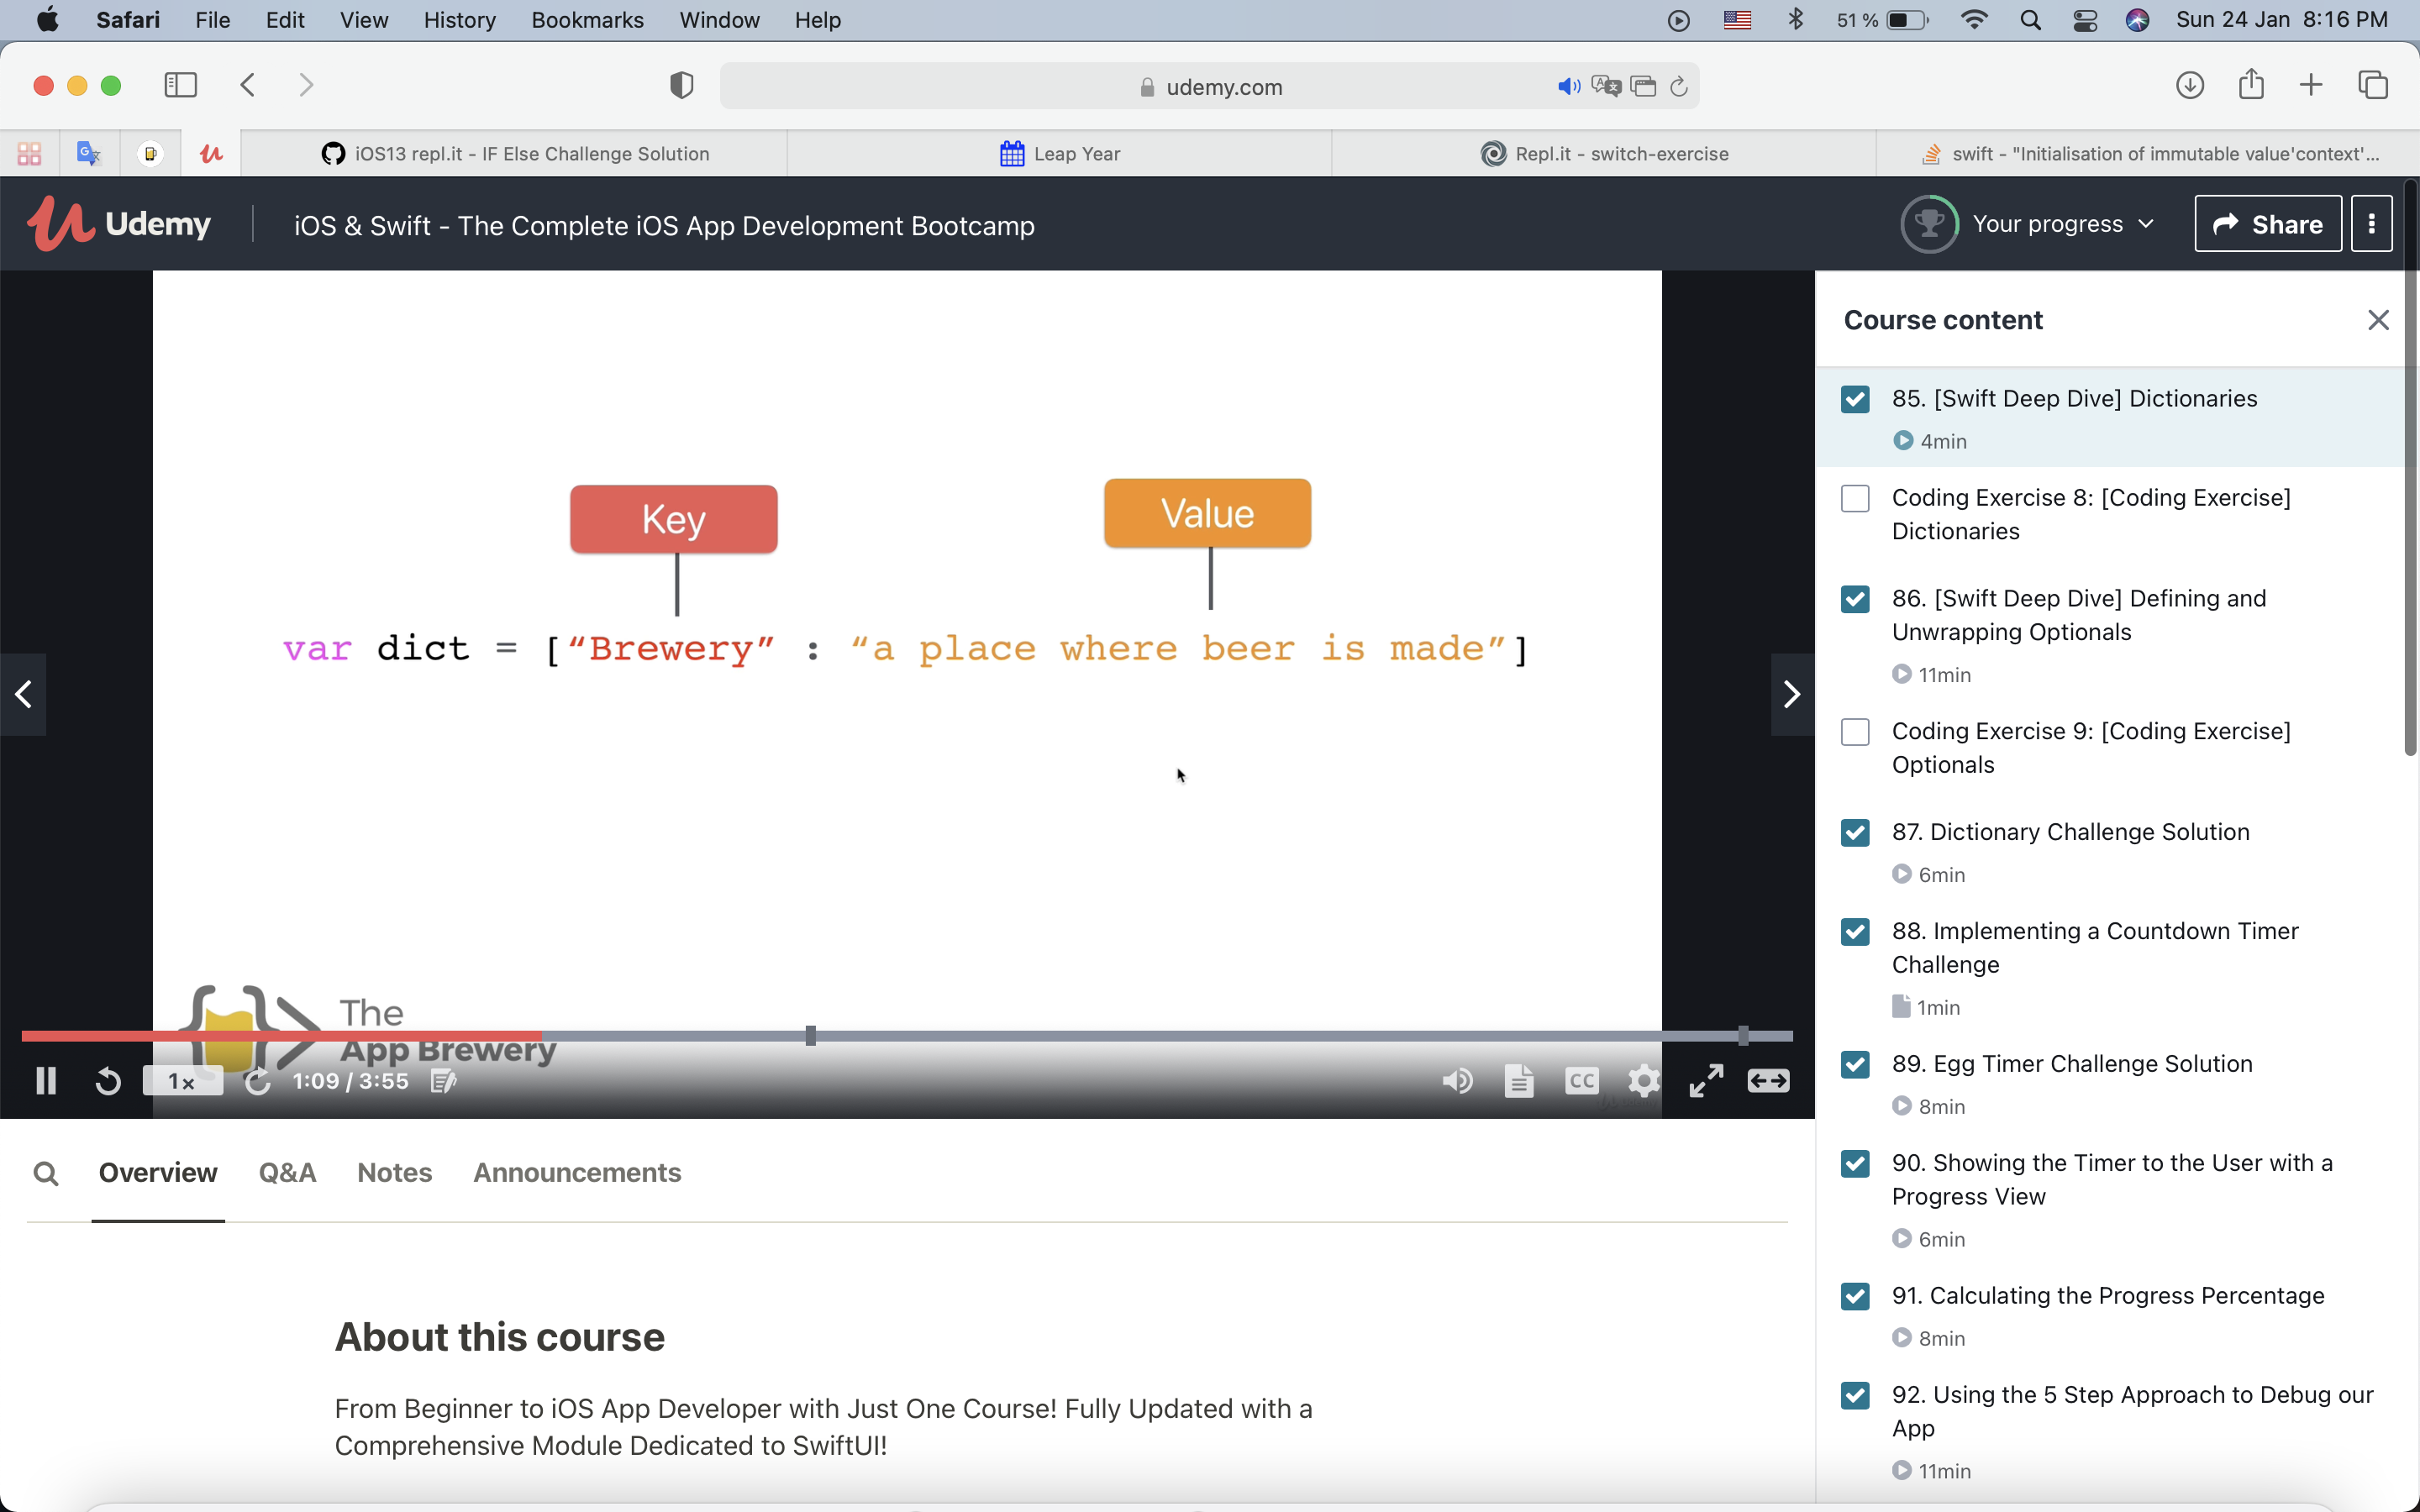 Safari File Edit View History Bookmarks Window Help 51 % Sun 24 Jan 8:16 PM
udemy.com
iOS13 repl.it - IF Else Challenge Solution Leap Year Repl.it - switch-exercise swift - "Initialisation of immutable value'context'...
Udemy iOS & Swift - The Complete iOS App Development Bootcamp Your progress Share
Key Value
var dict = [“Brewery” : “a place where beer is made”]
The
App Brewery
1x 1:09 / 3:55 CC
Overview Q&A Notes Announcements
About this course
From Beginner to iOS App Developer with Just One Course! Fully Updated with a
Comprehensive Module Dedicated to SwiftUI!
Course content
85. [Swift Deep Dive] Dictionaries
4min
Coding Exercise 8: [Coding Exercise]
Dictionaries
86. [Swift Deep Dive] Defining and
Unwrapping Optionals
11min
Coding Exercise 9: [Coding Exercise]
Optionals
87. Dictionary Challenge Solution
6min
88. Implementing a Countdown Timer
Challenge
1min
89. Egg Timer Challenge Solution
8min
90. Showing the Timer to the User with a
Progress View
6min
91. Calculating the Progress Percentage
8min
92. Using the 5 Step Approach to Debug our
App
11min